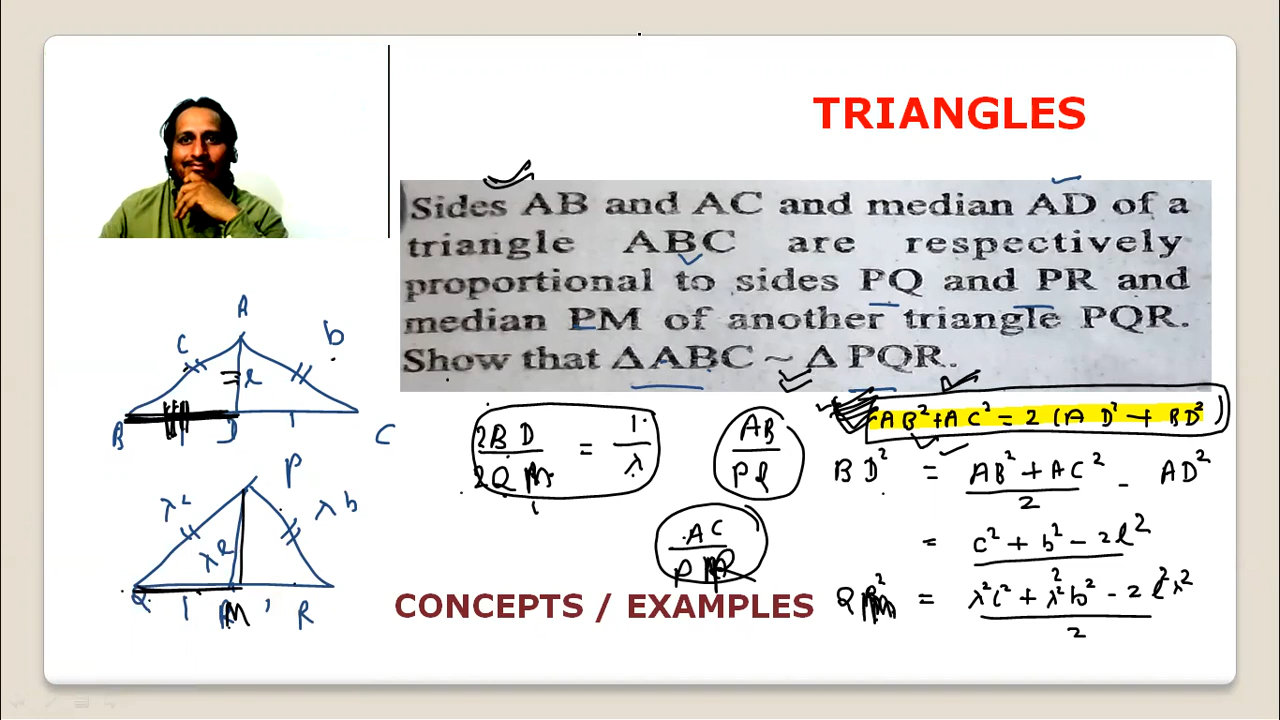 TRIANGLES
Sides AB and AC and median AD of a
triangle ABC are respectively
proportional to sides PQ and PR and
median PM of another triangle PQR.
Show that ΔABC ~ Δ PQR.
A
c
b
l
B
D
C
P
λc
λb
λl
Q
M
R
2BD / 2QM = 1 / λ
AB / PQ
AC / PR
AB² + AC² = 2 (AD² + BD²)
BD² = (AB² + AC²) / 2 - AD²
= (c² + b² - 2l²) / 2
QM² = (λ²c² + λ²b² - 2l²λ²) / 2
CONCEPTS / EXAMPLES